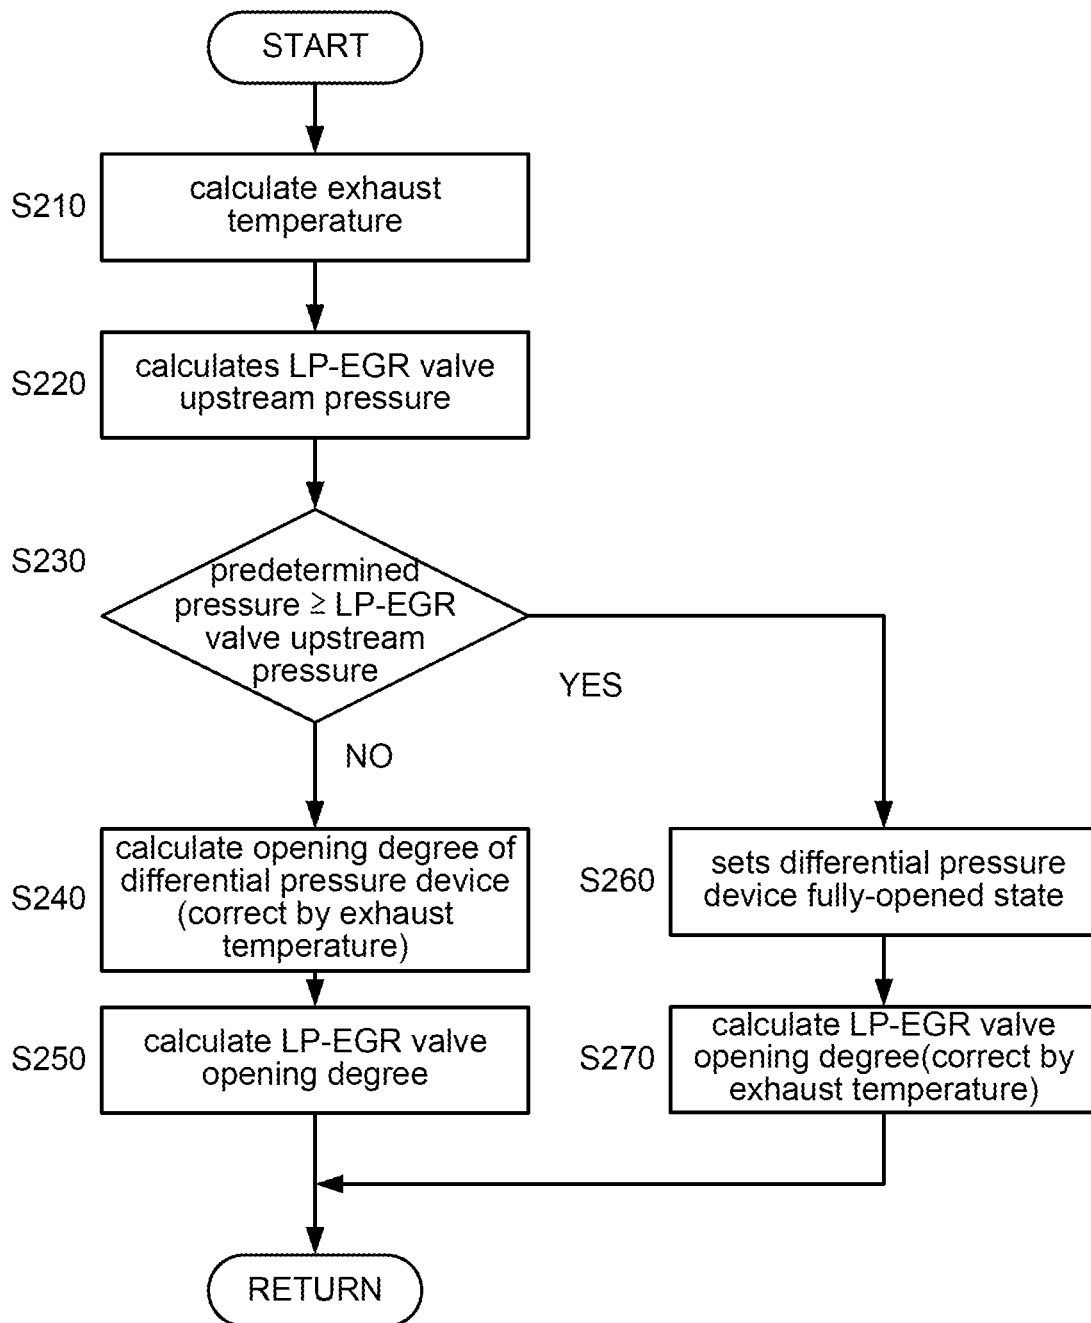 START
S210
calculate exhaust
temperature
S220
calculates LP-EGR valve
upstream pressure
S230
predetermined
pressure ≧ LP-EGR
valve upstream
pressure
YES
NO
S240
calculate opening degree of
differential pressure device
(correct by exhaust
temperature)
S260
sets differential pressure
device fully-opened state
S250
calculate LP-EGR valve
opening degree
S270
calculate LP-EGR valve
opening degree(correct by
exhaust temperature)
RETURN